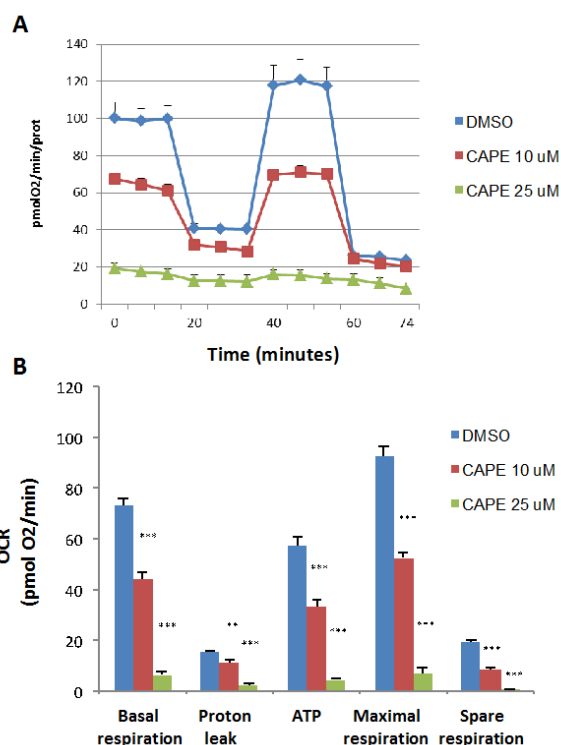 A
pmolO2/min/prot
140
120
100
80
60
40
20
0
0 20 40 60 74
Time (minutes)
DMSO
CAPE 10 uM
CAPE 25 uM
B
OCR
(pmol O2/min)
120
100
80
60
40
20
0
DMSO
CAPE 10 uM
CAPE 25 uM
***
***
**
***
***
***
***
***
***
***
Basal
respiration
Proton
leak
ATP
Maximal
respiration
Spare
respiration